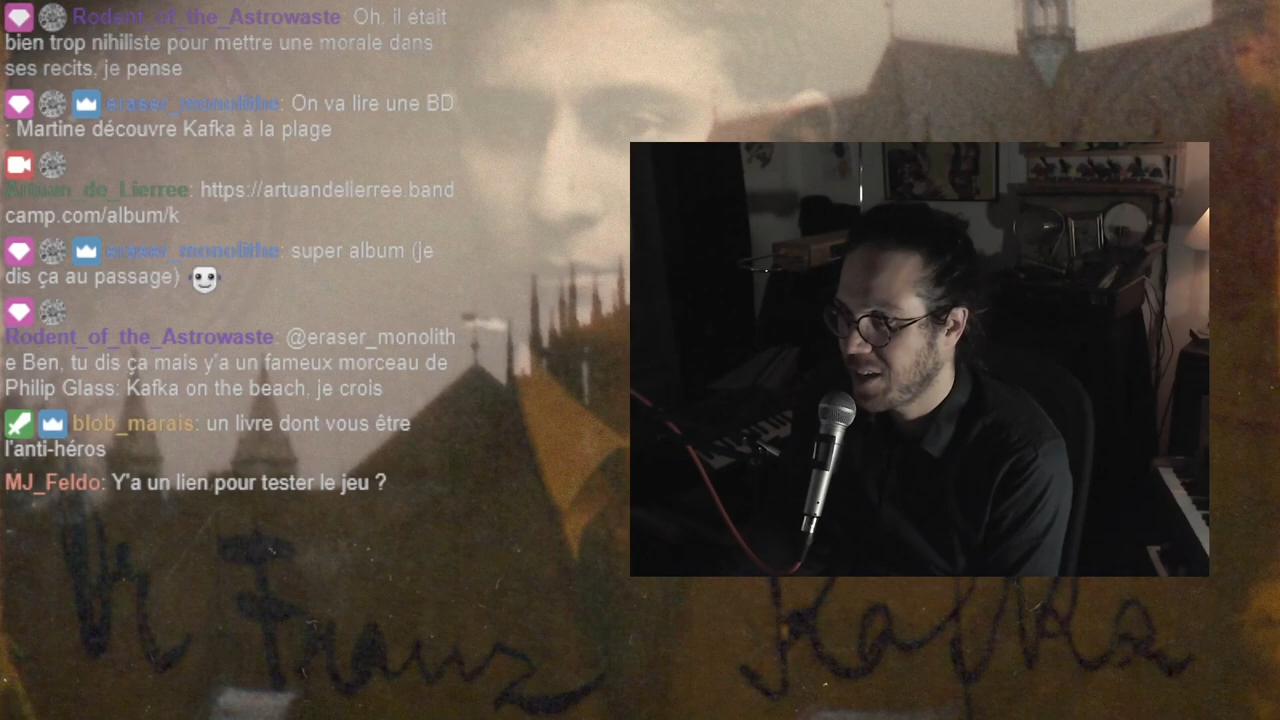 Rodent_of_the_Astrowaste Oh, il était
bien trop nihiliste pour mettre une morale dans
ses recits, je pense
eraser_monolithe: On va lire une BD
: Martine découvre Kafka à la plage
Artuan_de_Lierree: https://artuandelierree.band
camp.com/album/k
eraser_monolithe: super album (je
dis ça au passage)
Rodent_of_the_Astrowaste: @eraser_monolith
e Ben, tu dis ça mais y'a un fameux morceau de
Philip Glass: Kafka on the beach, je crois
blob_marais: un livre dont vous être
l'anti-héros
MJ_Feldo: Y'a un lien pour tester le jeu ?
Franz Kafka